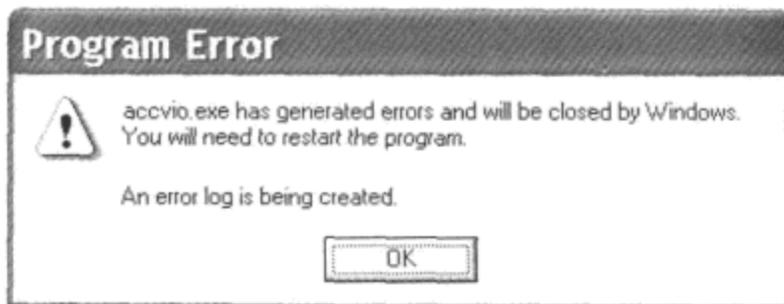 Program Error
accvio.exe has generated errors and will be closed by Windows.
You will need to restart the program.
An error log is being created.
OK